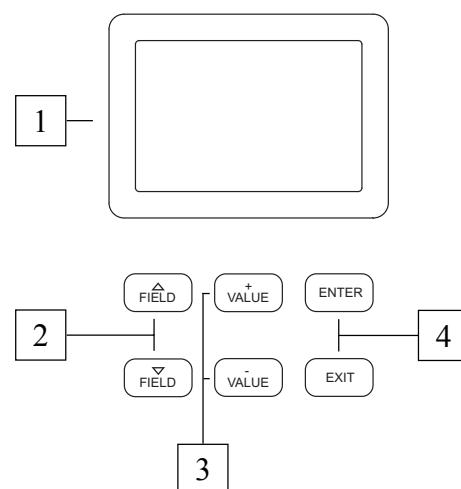 1
△ FIELD
+ VALUE
ENTER
2
4
▽ FIELD
- VALUE
EXIT
3